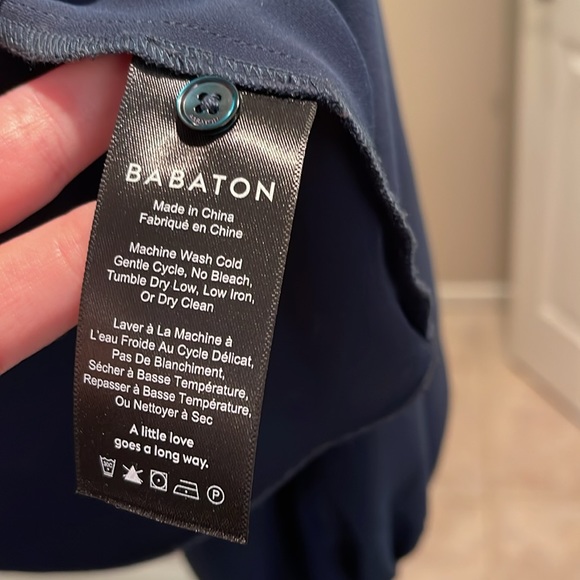 BABATON
Made in China
Fabriqué en Chine
Machine Wash Cold
Gentle Cycle, No Bleach,
Tumble Dry Low, Low Iron,
Or Dry Clean
Laver à La Machine à
L'eau Froide Au Cycle Délicat,
Pas De Blanchiment,
Sécher à Basse Température,
Repasser à Basse Température,
Ou Nettoyer à Sec
A little love
goes a long way.
P